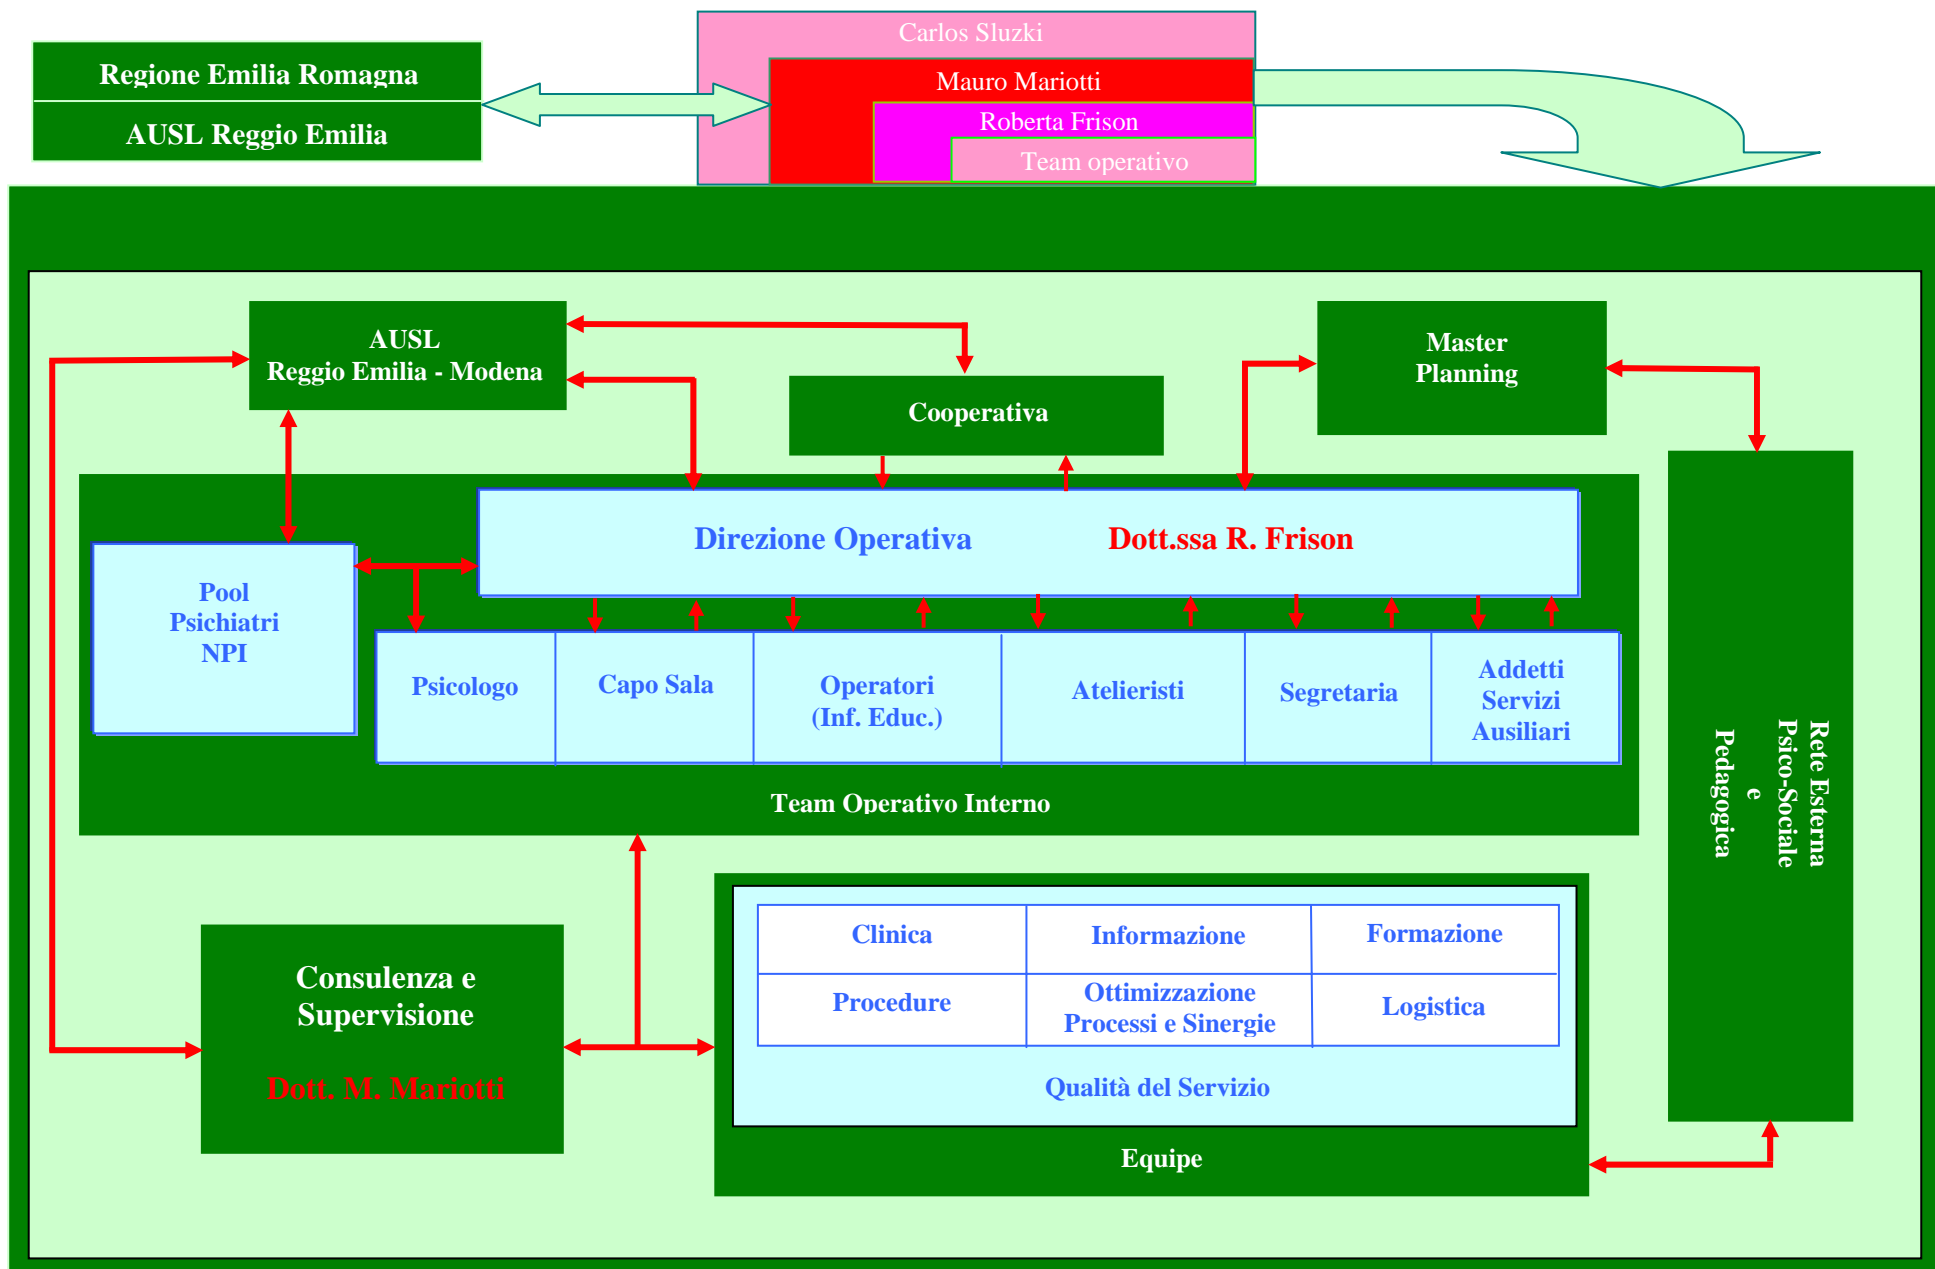 Carlos Sluzki
Regione Emilia Romagna
AUSL Reggio Emilia
Mauro Mariotti
Roberta Frison
Team operativo
AUSL
Reggio Emilia - Modena
Cooperativa
Master
Planning
Direzione Operativa Dott.ssa R. Frison
Pool
Psichiatri
NPI
Psicologo
Capo Sala
Operatori
(Inf. Educ.)
Atelieristi
Segretaria
Addetti
Servizi
Ausiliari
Team Operativo Interno
Rete Esterna
Psico-Sociale
e
Pedagogica
Consulenza e
Supervisione
Dott. M. Mariotti
Clinica
Informazione
Formazione
Procedure
Ottimizzazione
Processi e Sinergie
Logistica
Qualità del Servizio
Equipe